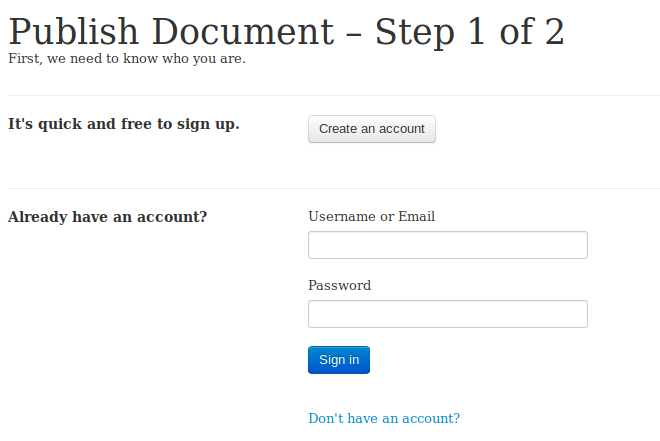 Publish Document – Step 1 of 2
First, we need to know who you are.
It's quick and free to sign up.
Create an account
Already have an account?
Username or Email
Password
Sign in
Don't have an account?